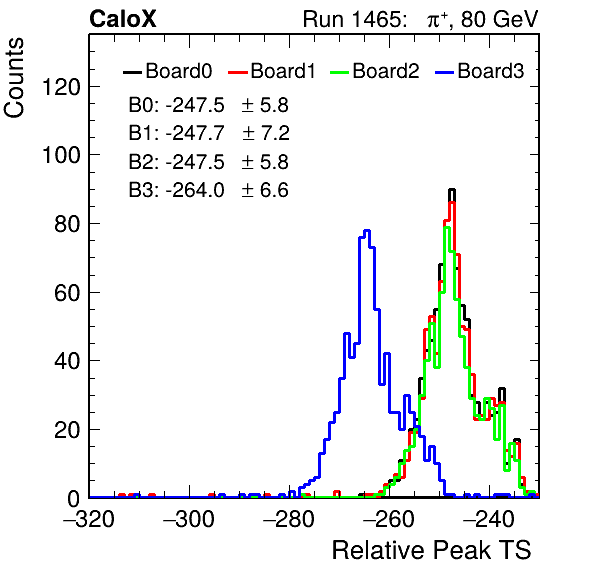 CaloX Run 1465: π⁺, 80 GeV
Counts
Board0 Board1 Board2 Board3
B0: -247.5 ± 5.8
B1: -247.7 ± 7.2
B2: -247.5 ± 5.8
B3: -264.0 ± 6.6
120
100
80
60
40
20
0
−320 −300 −280 −260 −240
Relative Peak TS